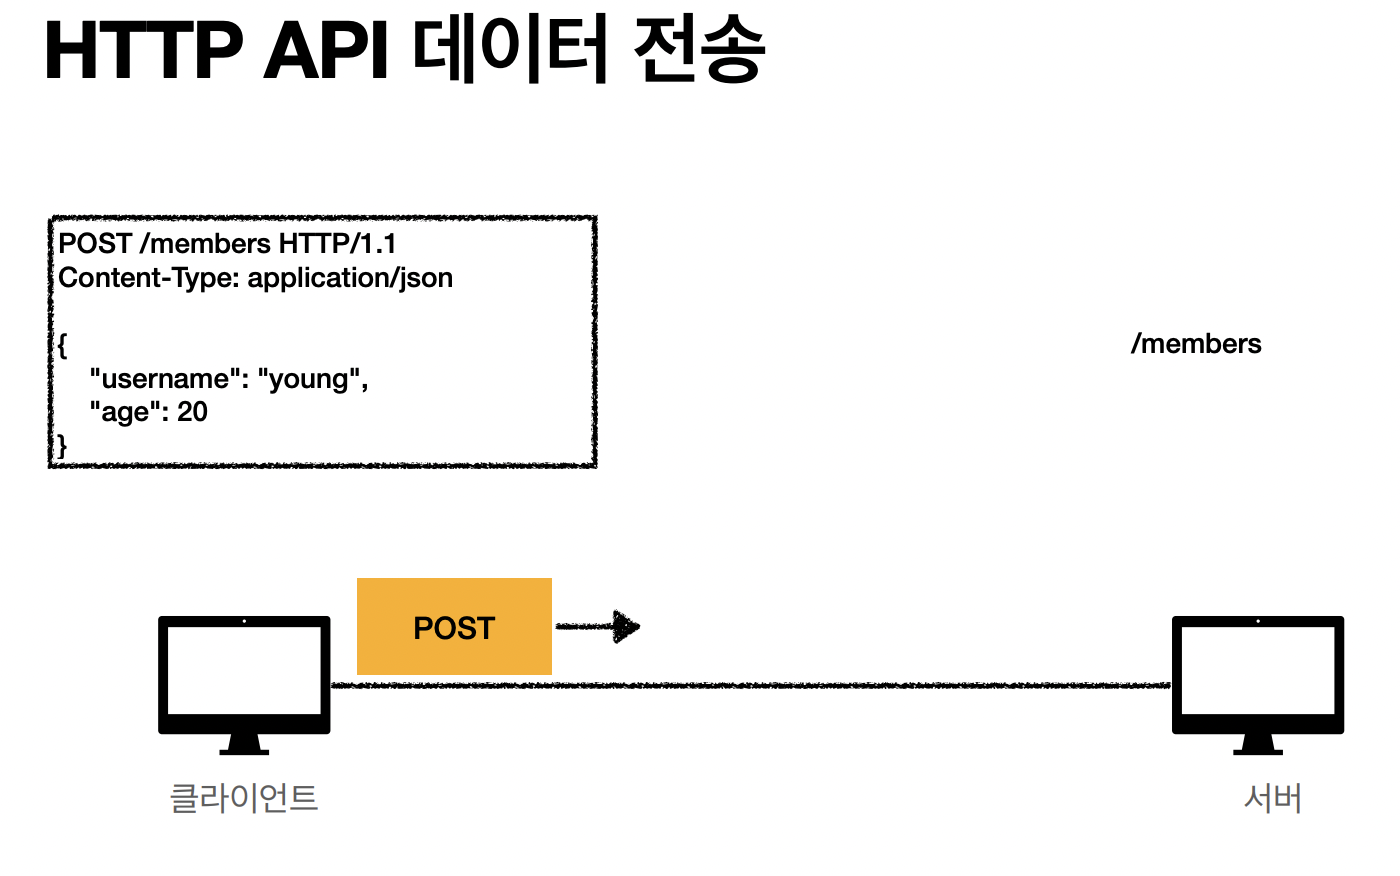 HTTP API 데이터 전송
POST /members HTTP/1.1
Content-Type: application/json
{
"username": "young",
"age": 20
}
/members
POST
클라이언트
서버